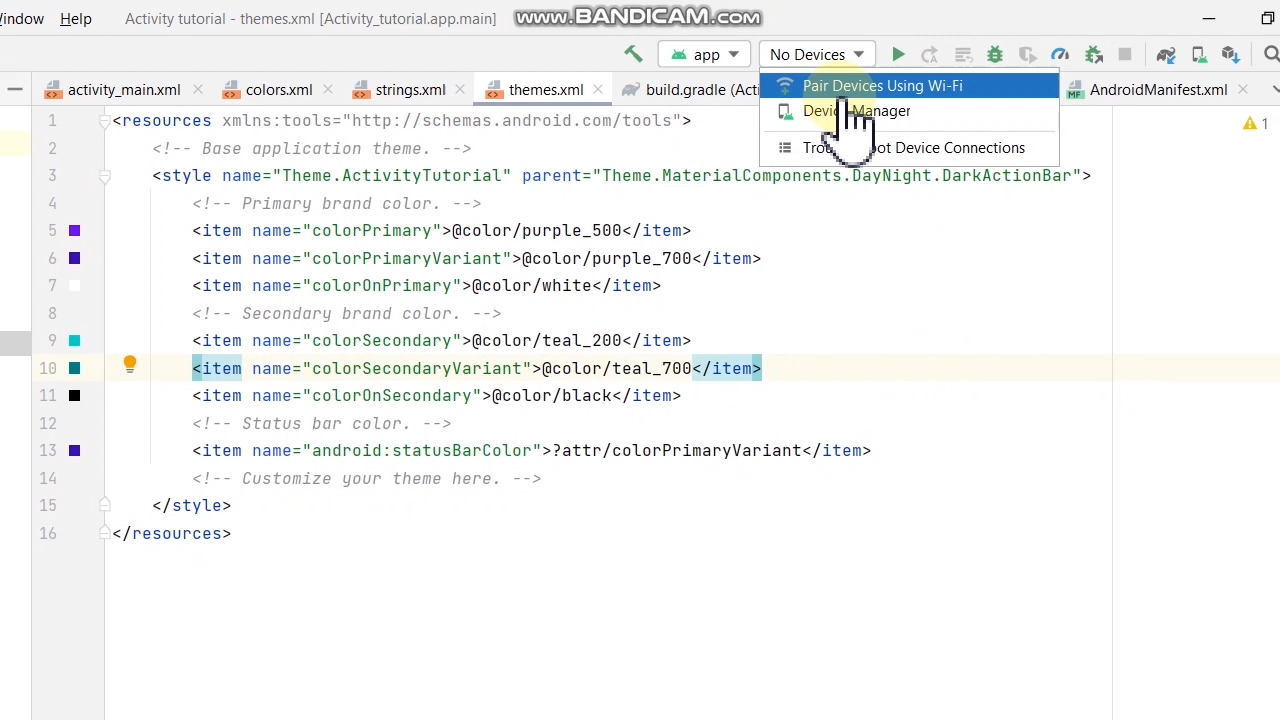 indow Help Activity tutorial - themes.xml [Activity_tutorial.app.main]
www.BANDICAM.com
app No Devices
activity_main.xml colors.xml strings.xml themes.xml build.gradle (Acti AndroidManifest.xml
Pair Devices Using Wi-Fi
Device Manager
Device Connections
1 <resources xmlns:tools="http://schemas.android.com/tools"> 1
2 <!-- Base application theme. -->
3 <style name="Theme.ActivityTutorial" parent="Theme.MaterialComponents.DayNight.DarkActionBar">
4 <!-- Primary brand color. -->
5 <item name="colorPrimary">@color/purple_500</item>
6 <item name="colorPrimaryVariant">@color/purple_700</item>
7 <item name="colorOnPrimary">@color/white</item>
8 <!-- Secondary brand color. -->
9 <item name="colorSecondary">@color/teal_200</item>
10 <item name="colorSecondaryVariant">@color/teal_700</item>
11 <item name="colorOnSecondary">@color/black</item>
12 <!-- Status bar color. -->
13 <item name="android:statusBarColor">?attr/colorPrimaryVariant</item>
14 <!-- Customize your theme here. -->
15 </style>
16 </resources>